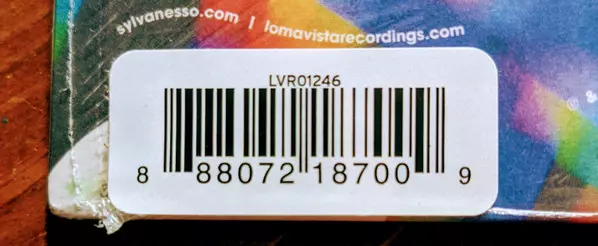 sylvanesso.com | lomavistarecordings.com
LVR01246
8 88072 18700 9